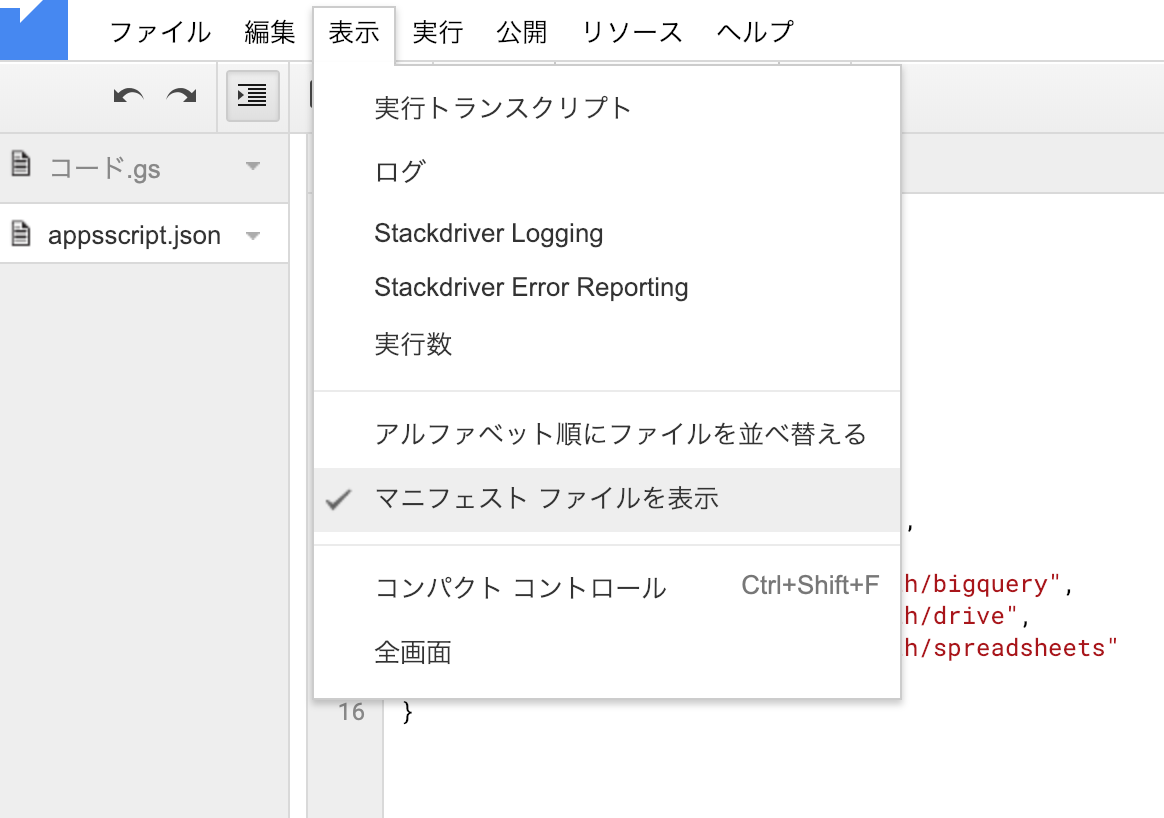 ファイル 編集 表示 実行 公開 リソース ヘルプ
コード.gs
appsscript.json
実行トランスクリプト
ログ
Stackdriver Logging
Stackdriver Error Reporting
実行数
アルファベット順にファイルを並べ替える
マニフェスト ファイルを表示
コンパクト コントロール Ctrl+Shift+F
全画面
,
h/bigquery",
h/drive",
h/spreadsheets"
16 }